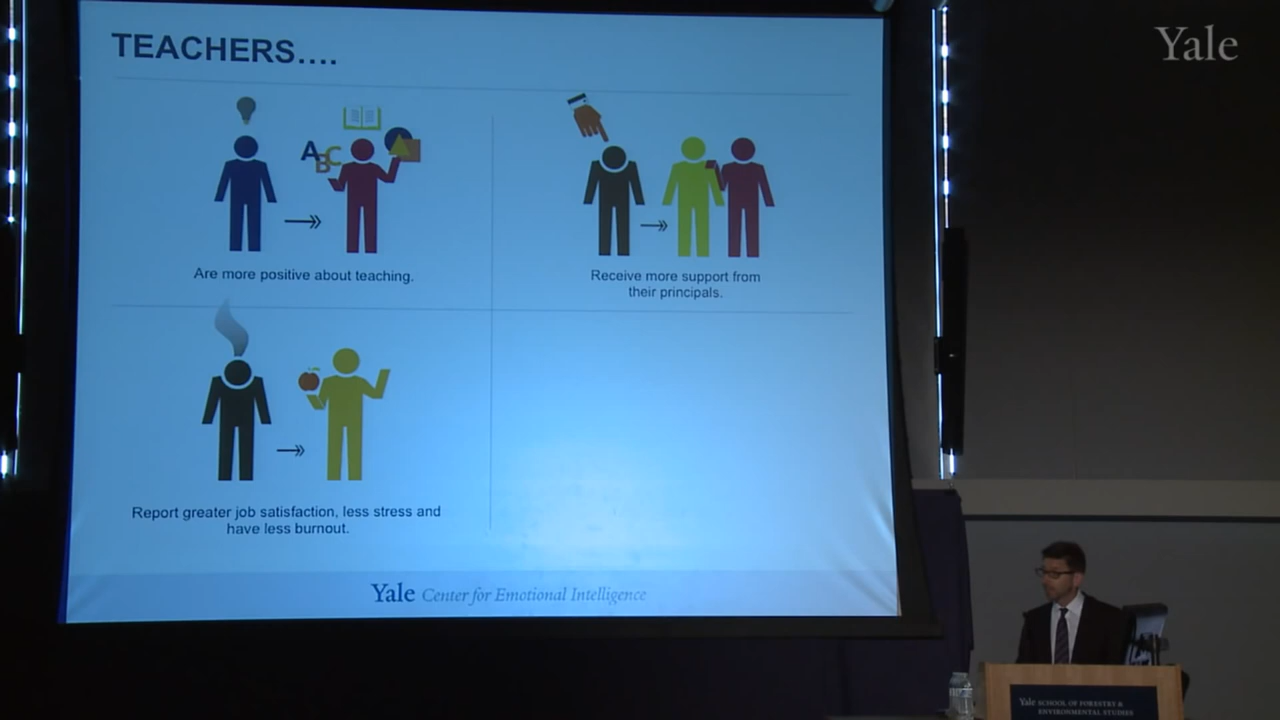 TEACHERS....
Yale
ABC
Are more positive about teaching.
Receive more support from
their principals.
Report greater job satisfaction, less stress and
have less burnout.
Yale Center for Emotional Intelligence
Yale SCHOOL OF FORESTRY &
ENVIRONMENTAL STUDIES